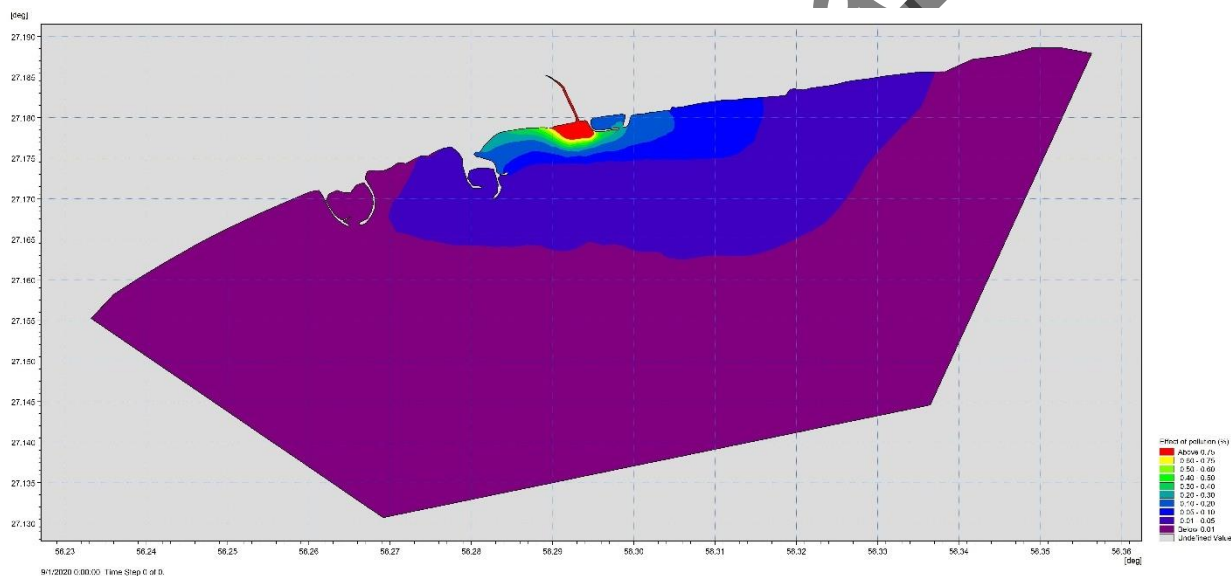 [deg]
27.190
27.185
27.180
27.175
27.170
27.165
27.160
27.155
27.150
27.145
27.140
27.135
27.130
56.23 56.24 56.25 56.26 56.27 56.28 56.29 56.30 56.31 56.32 56.33 56.34 56.35 56.36
[deg]
Effect of pollution (%)
Above 0.75
0.60 - 0.75
0.50 - 0.60
0.40 - 0.50
0.30 - 0.40
0.20 - 0.30
0.10 - 0.20
0.05 - 0.10
0.01 - 0.05
Below 0.01
Undefined Value
9/1/2020 0:00:00 Time Step 0 of 0.